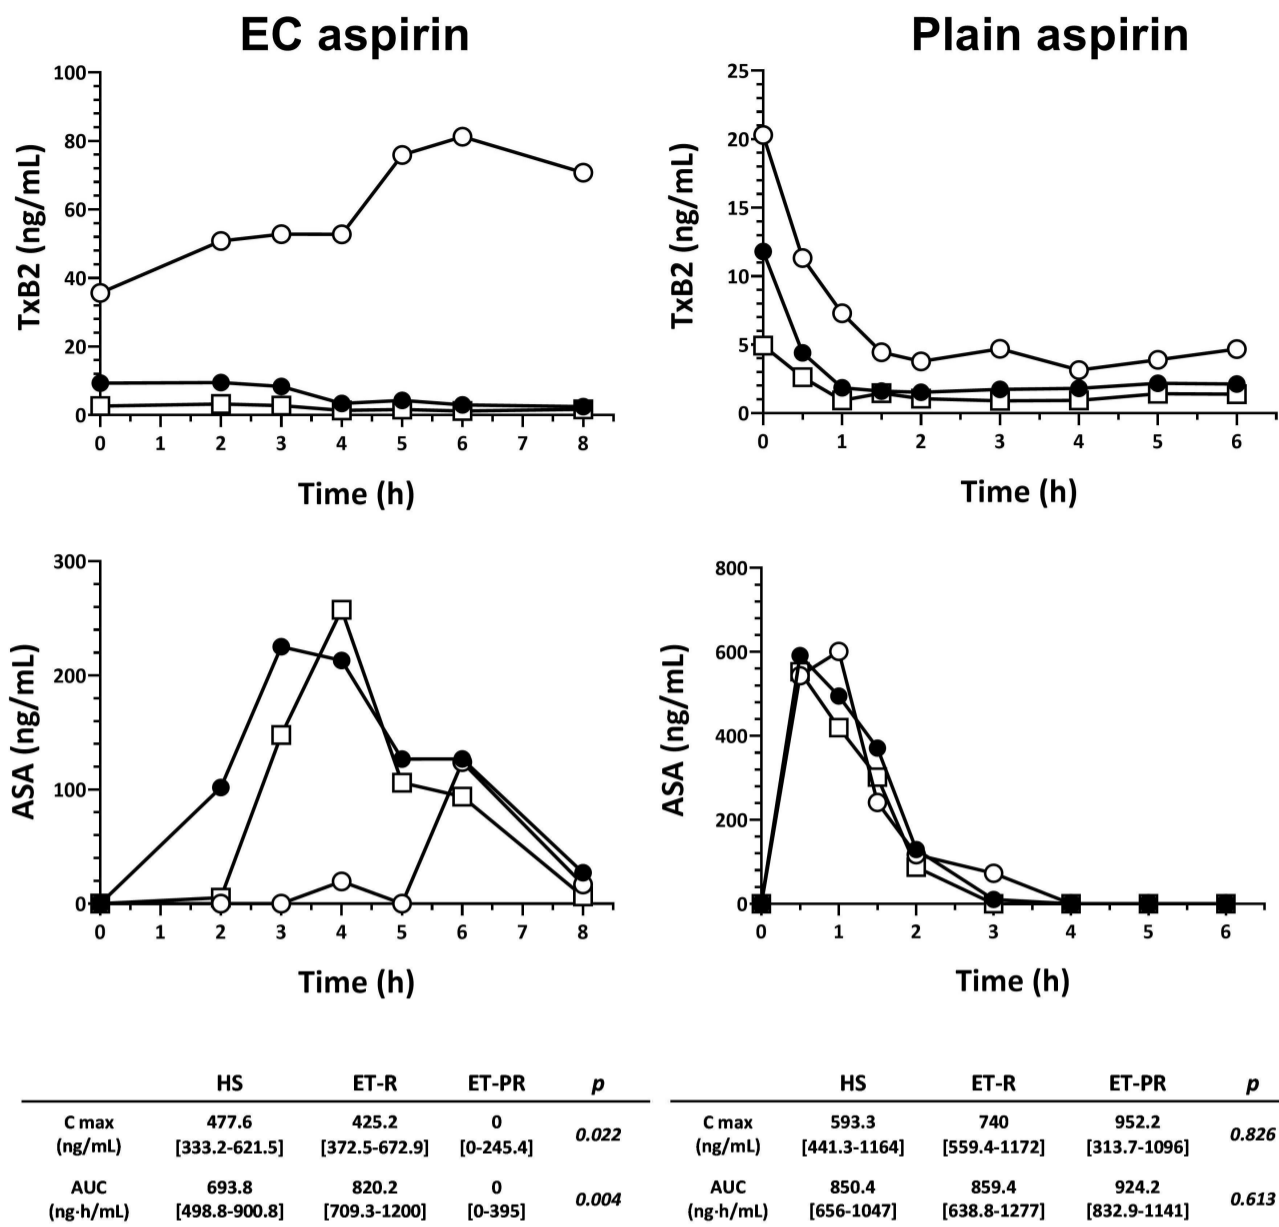 EC aspirin
Plain aspirin
100
80
60
40
20
0
TxB2 (ng/mL)
0 1 2 3 4 5 6 7 8
Time (h)
25
20
15
10
5
0
TxB2 (ng/mL)
0 1 2 3 4 5 6
Time (h)
300
200
100
0
ASA (ng/mL)
0 1 2 3 4 5 6 7 8
Time (h)
800
600
400
200
0
ASA (ng/mL)
0 1 2 3 4 5 6
Time (h)
HS ET-R ET-PR p
C max 477.6 425.2 0 0.022
(ng/mL) [333.2-621.5] [372.5-672.9] [0-245.4]
AUC 693.8 820.2 0 0.004
(ng·h/mL) [498.8-900.8] [709.3-1200] [0-395]
HS ET-R ET-PR p
C max 593.3 740 952.2 0.826
(ng/mL) [441.3-1164] [559.4-1172] [313.7-1096]
AUC 850.4 859.4 924.2 0.613
(ng·h/mL) [656-1047] [638.8-1277] [832.9-1141]